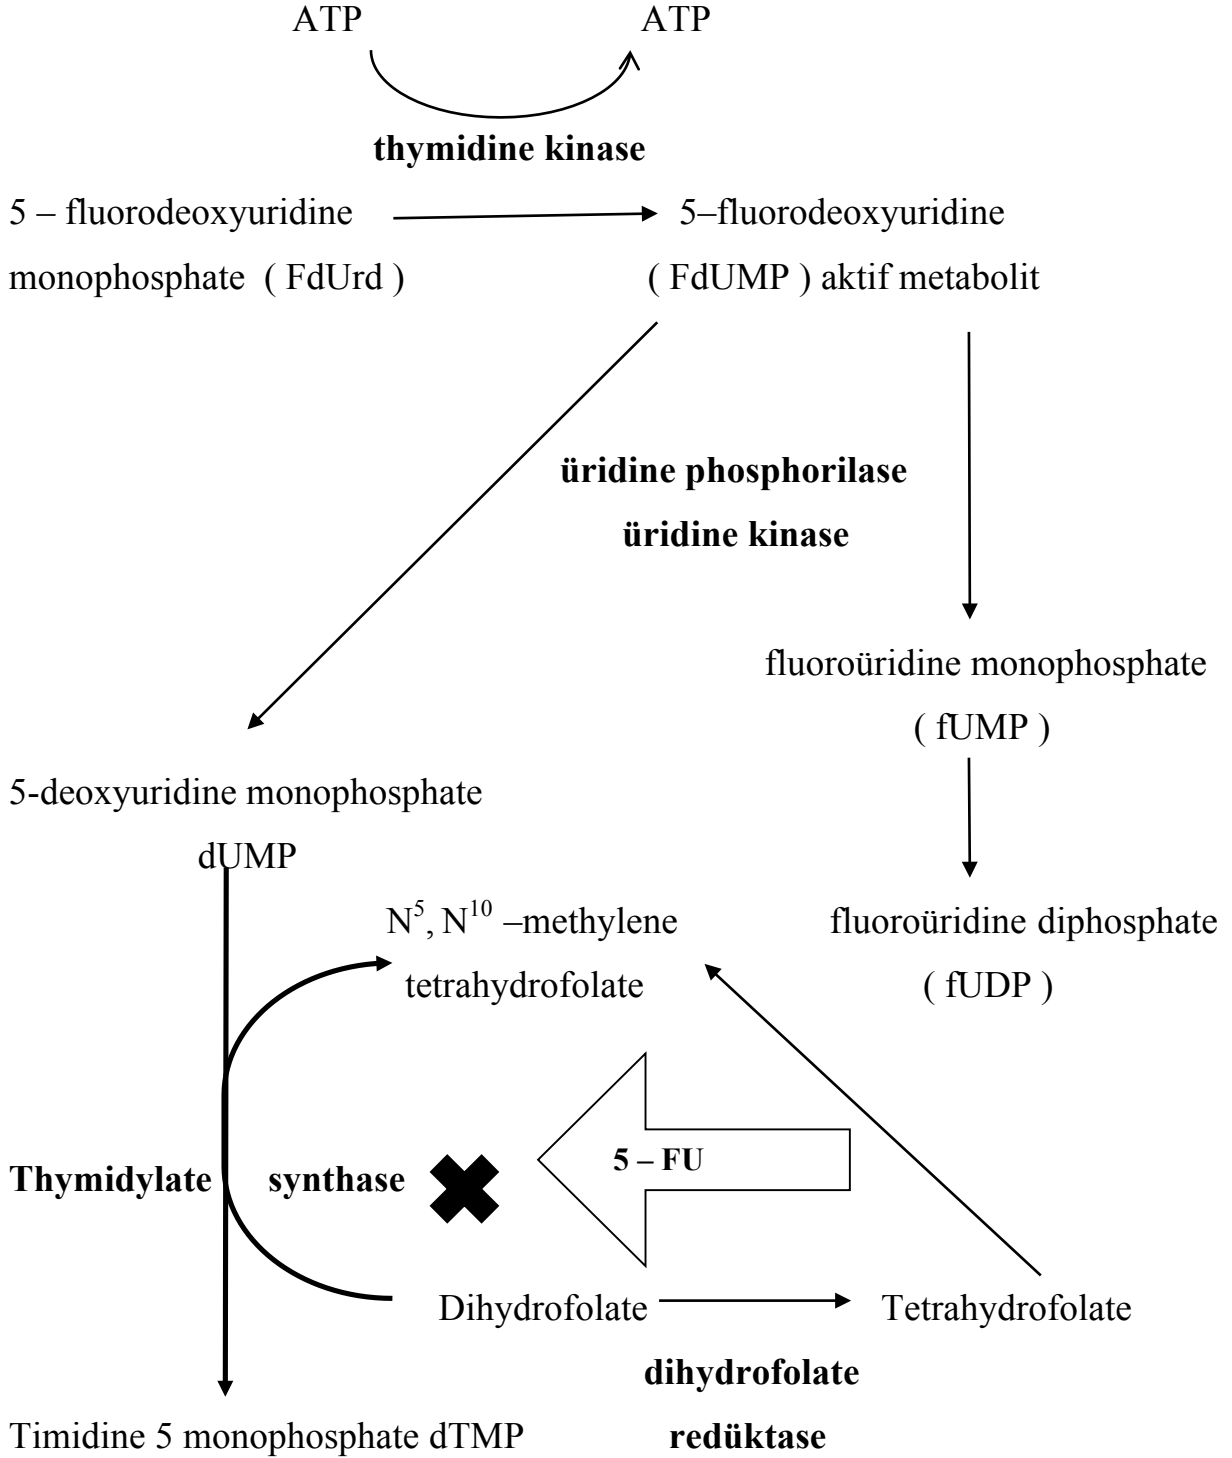 ATP ATP
thymidine kinase
5 – fluorodeoxyuridine 5–fluorodeoxyuridine
monophosphate ( FdUrd ) ( FdUMP ) aktif metabolit
üridine phosphorilase
üridine kinase
fluoroüridine monophosphate
( fUMP )
5-deoxyuridine monophosphate
dUMP
N⁵, N¹⁰ –methylene fluoroüridine diphosphate
tetrahydrofolate ( fUDP )
5 – FU
Thymidylate synthase
Dihydrofolate Tetrahydrofolate
dihydrofolate
Timidine 5 monophosphate dTMP redüktase